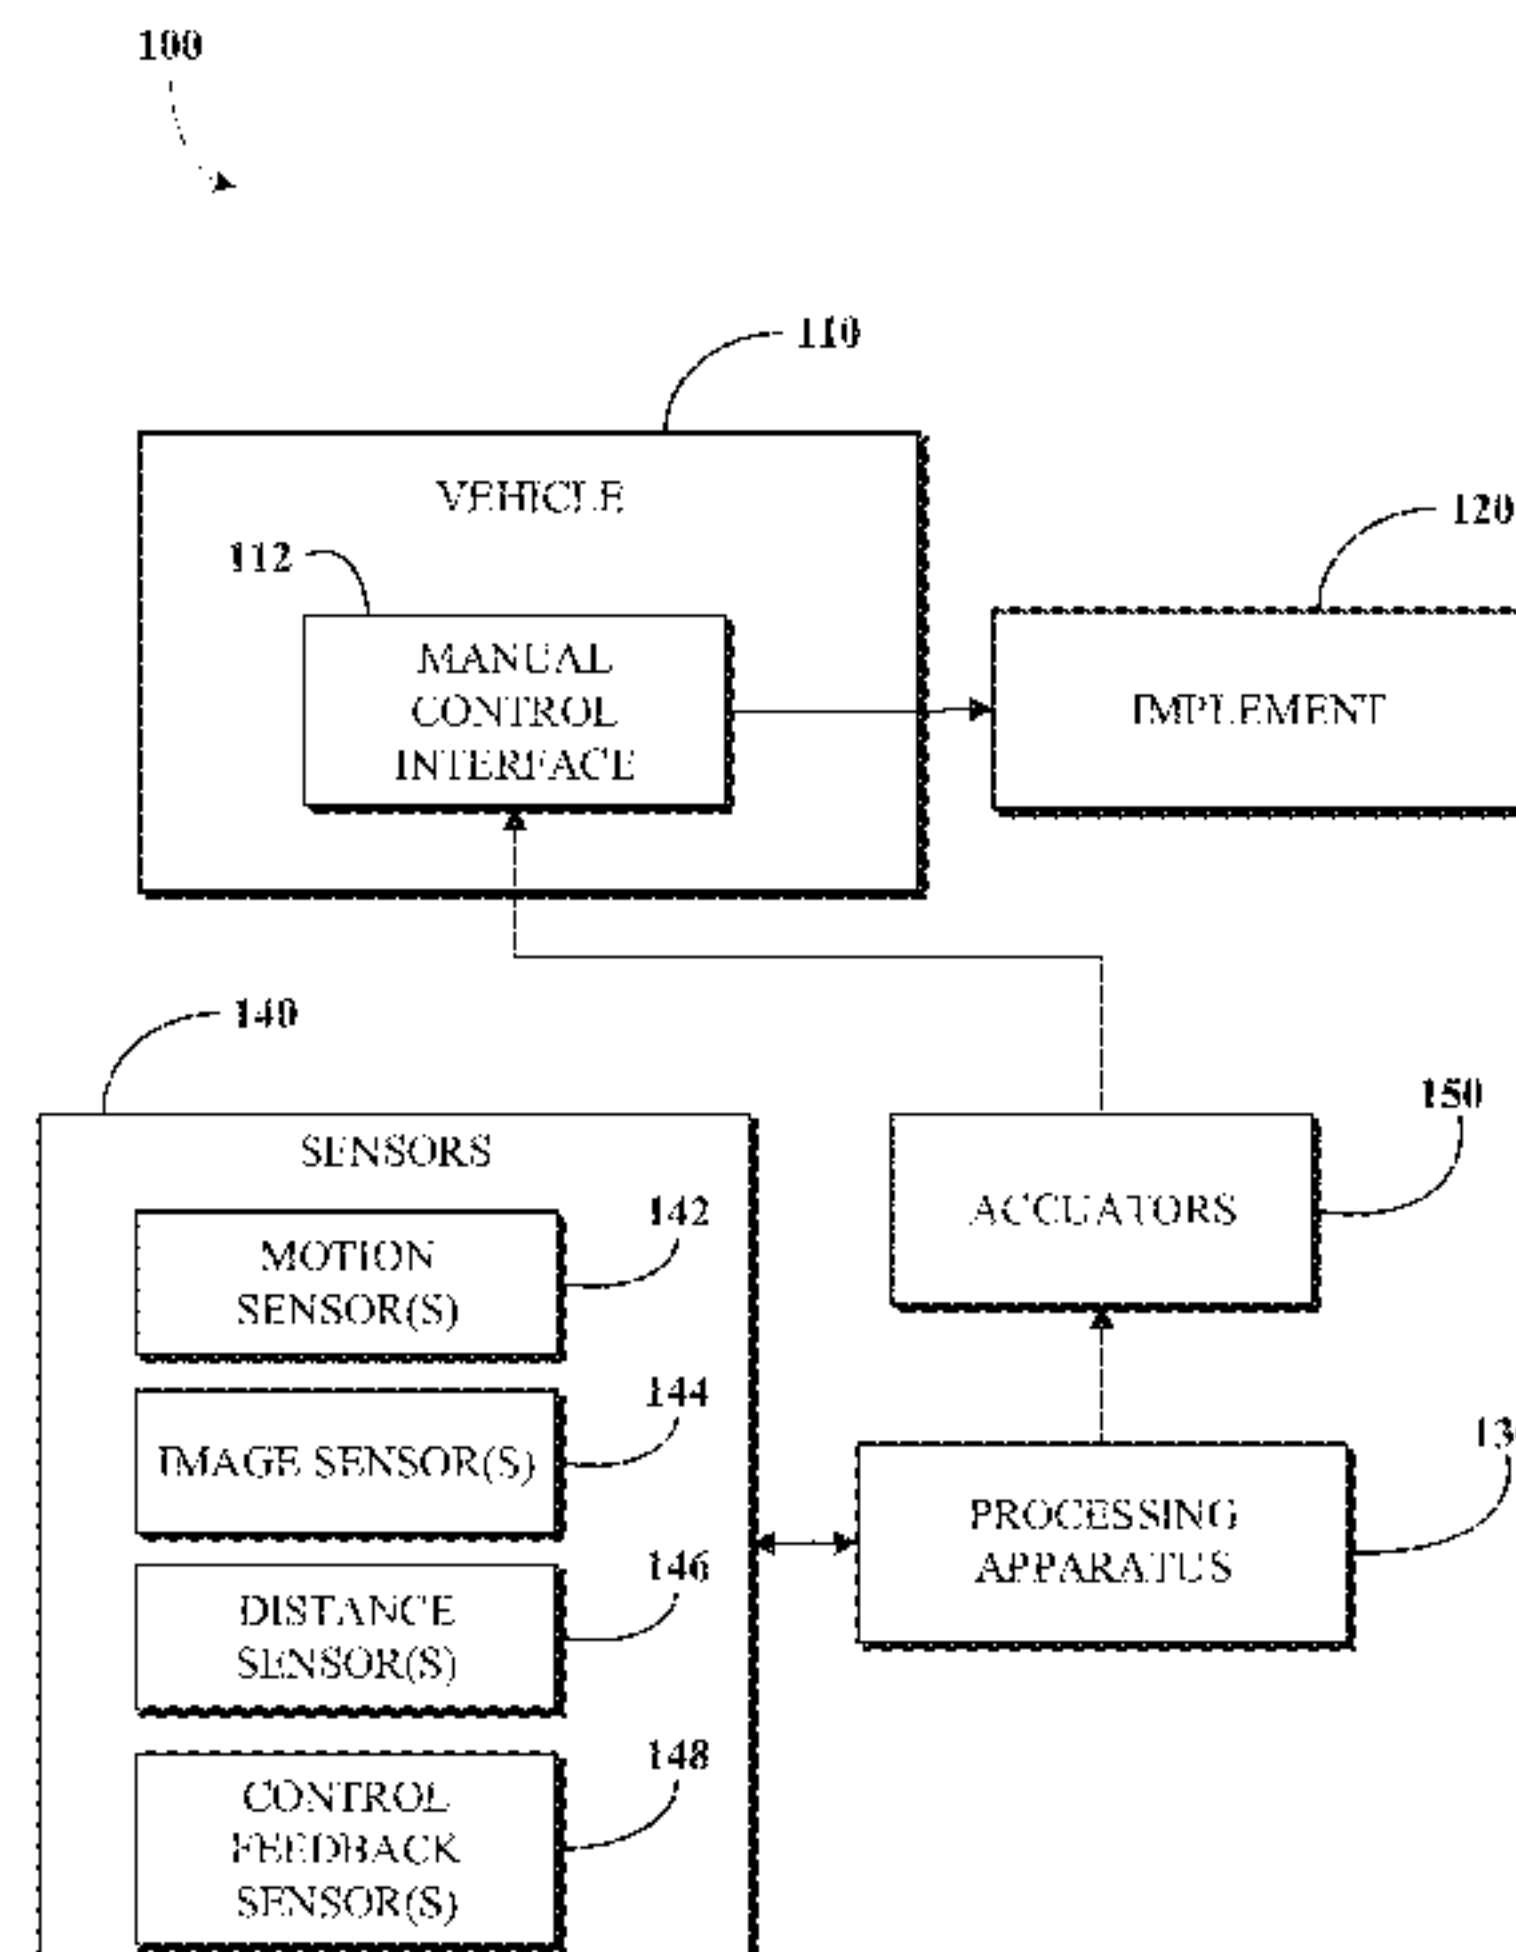 100
110
VEHICLE
120
112
MANUAL
CONTROL
INTERFACE
IMPLEMENT
140
150
SENSORS
142
ACCUATORS
MOTION
SENSOR(S)
144
IMAGE SENSOR(S)
PROCESSING
APPARATUS
146
DISTANCE
SENSOR(S)
148
CONTROL
FEEDBACK
SENSOR(S)